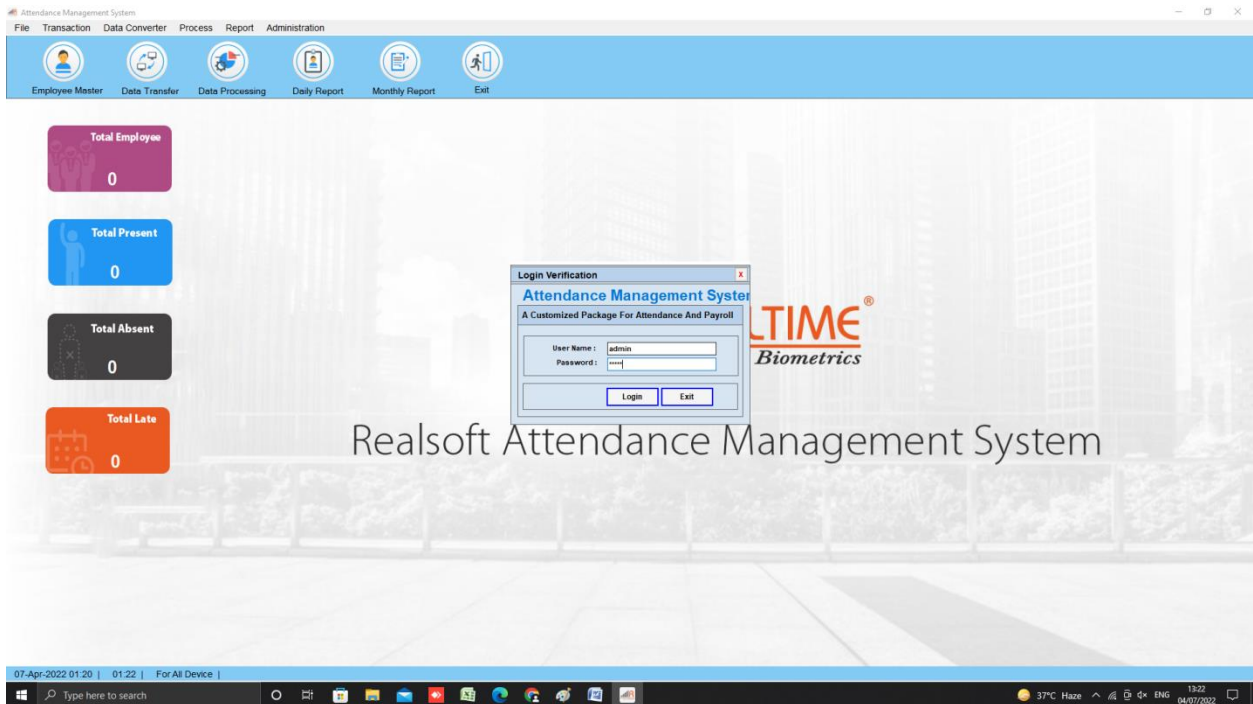 Attendance Management System
File Transaction Data Converter Process Report Administration
Employee Master Data Transfer Data Processing Daily Report Monthly Report Exit
Total Employee
0
Total Present
0
Total Absent
0
Total Late
0
Login Verification X
Attendance Management Syster
A Customized Package For Attendance And Payroll
User Name : admin
Password : *****
Login Exit
LTIME ®
Biometrics
Realsoft Attendance Management System
07-Apr-2022 01:20 | 01:22 | For All Device |
Type here to search
37°C Haze ENG 13:22
04/07/2022